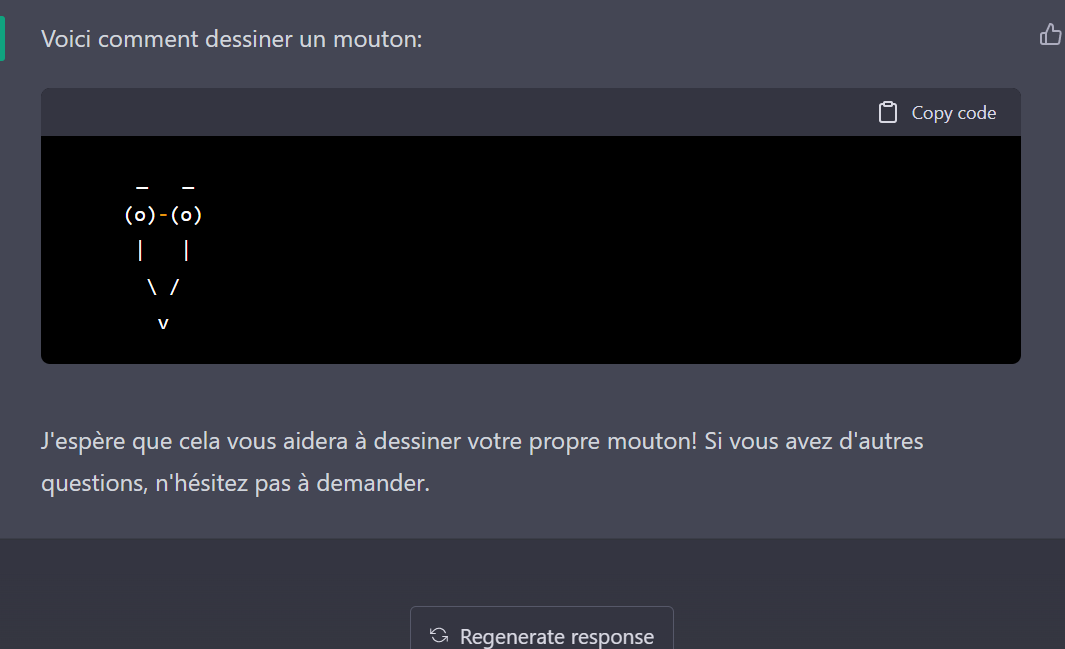 Voici comment dessiner un mouton:
Copy code
_   _
(o)-(o)
|   |
\ /
v
J'espère que cela vous aidera à dessiner votre propre mouton! Si vous avez d'autres
questions, n'hésitez pas à demander.
Regenerate response